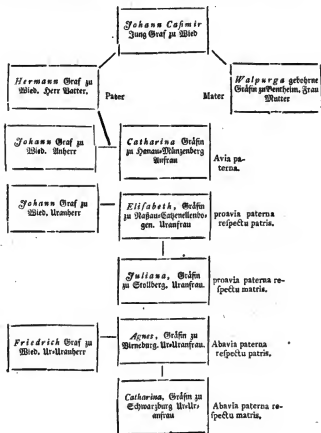 Johann Casimir
Jung Graf zu Wied
Hermann Graf zu
Wied. Herr Vatter.
Pater
Mater
Walpurga gebohrne
Gräfin zu Bentheim. Frau
Mutter
Johann Graf zu
Wied. Anherr
Catharina Gräfin
zu Hanau-Münzenberg
Anfrau
Avia pa-
terna.
Johann Graf zu
Wied. Uranherr
Elisabeth, Gräfin
zu Naßau-Catzenellenbo-
gen. Uranfrau
proavia paterna
reſpectu patris.
Juliana, Gräfin
zu Stollberg. Uranfrau.
proavia paterna re-
ſpectu matris.
Friedrich Graf zu
Wied. Ur-Uranherr
Agnes, Gräfin zu
Virneburg. Ur-Uranfrau.
Abavia paterna
reſpectu patris.
Catharina, Gräfin zu
Schwarzburg Ur-Ur-
anfrau
Abavia paterna re-
ſpectu matris.